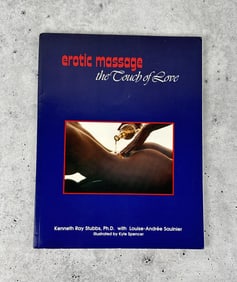 erotic massage
the Touch of Love
Kenneth Ray Stubbs, Ph.D. with Louise-Andrée Saulnier
Illustrated by Kyle Spencer